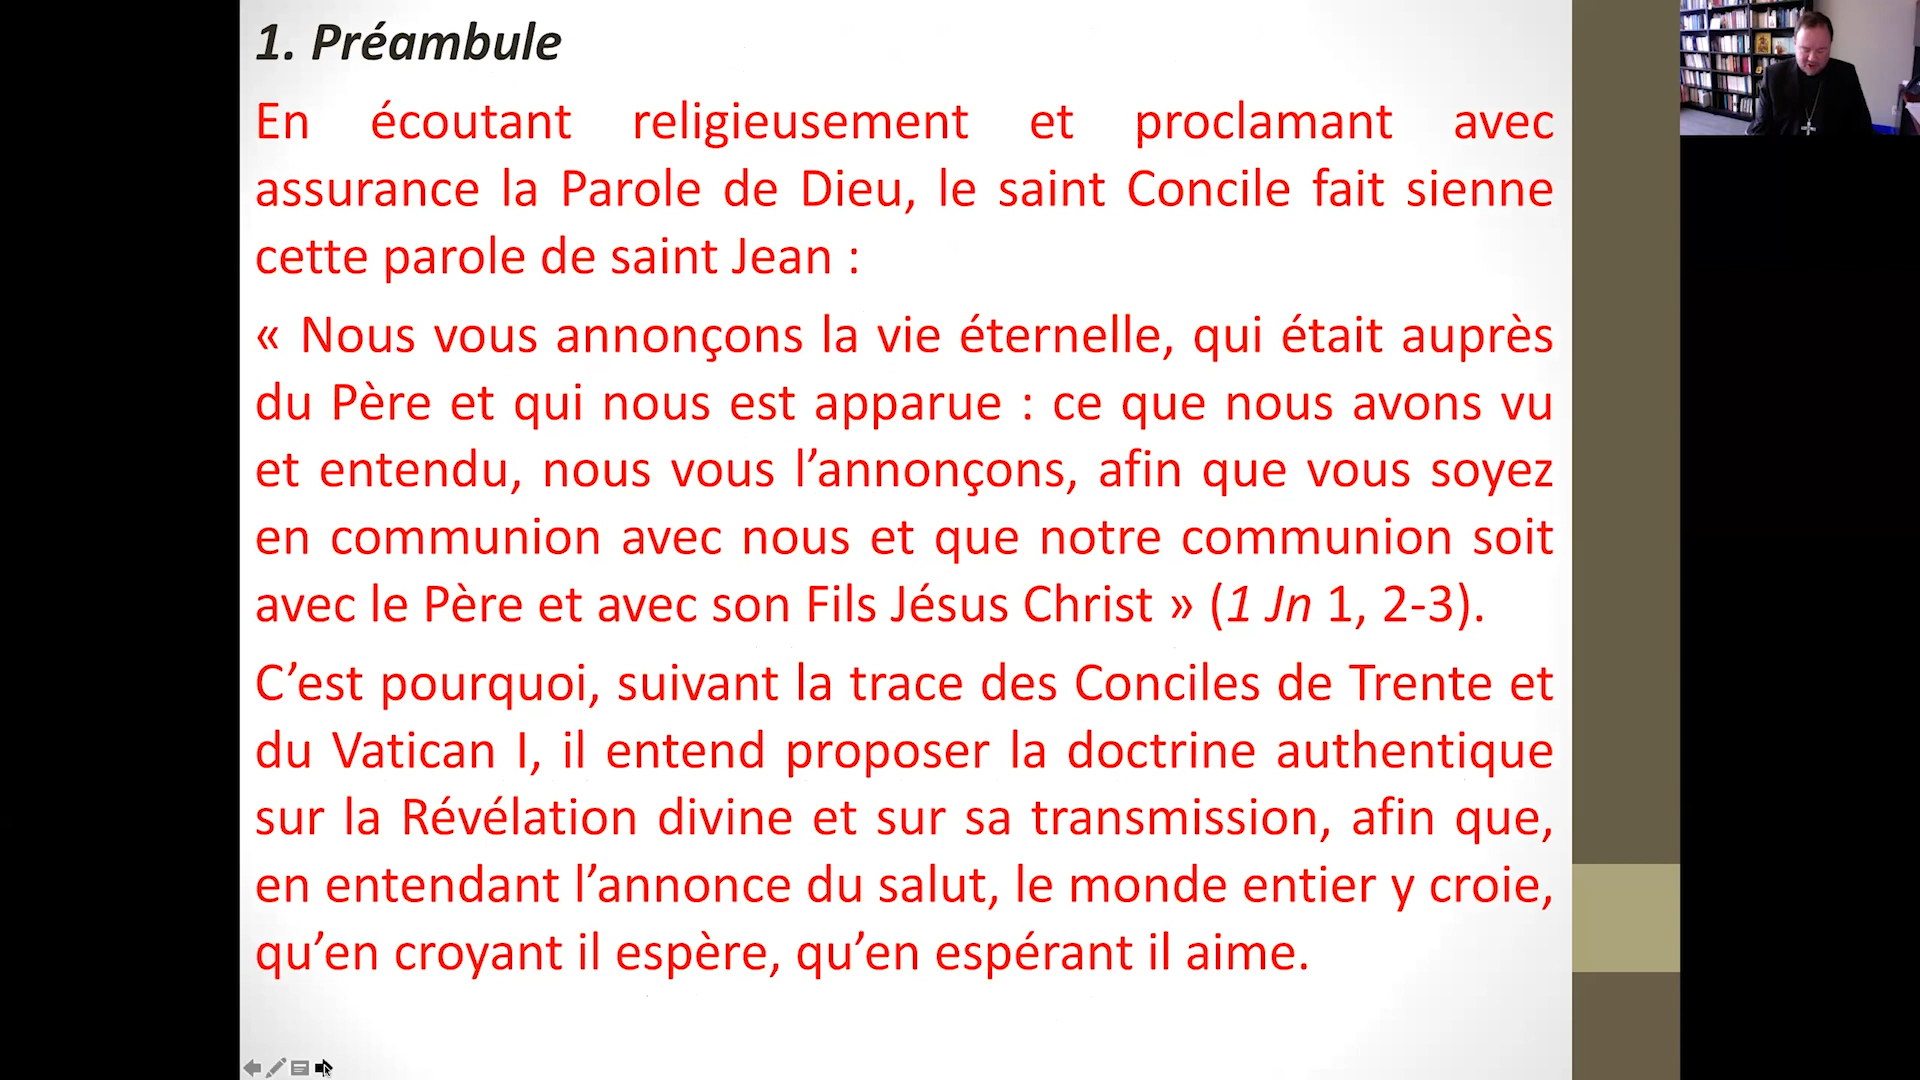 1. Préambule
En écoutant religieusement et proclamant avec
assurance la Parole de Dieu, le saint Concile fait sienne
cette parole de saint Jean :
« Nous vous annonçons la vie éternelle, qui était auprès
du Père et qui nous est apparue : ce que nous avons vu
et entendu, nous vous l’annonçons, afin que vous soyez
en communion avec nous et que notre communion soit
avec le Père et avec son Fils Jésus Christ » (1 Jn 1, 2-3).
C’est pourquoi, suivant la trace des Conciles de Trente et
du Vatican I, il entend proposer la doctrine authentique
sur la Révélation divine et sur sa transmission, afin que,
en entendant l’annonce du salut, le monde entier y croie,
qu’en croyant il espère, qu’en espérant il aime.